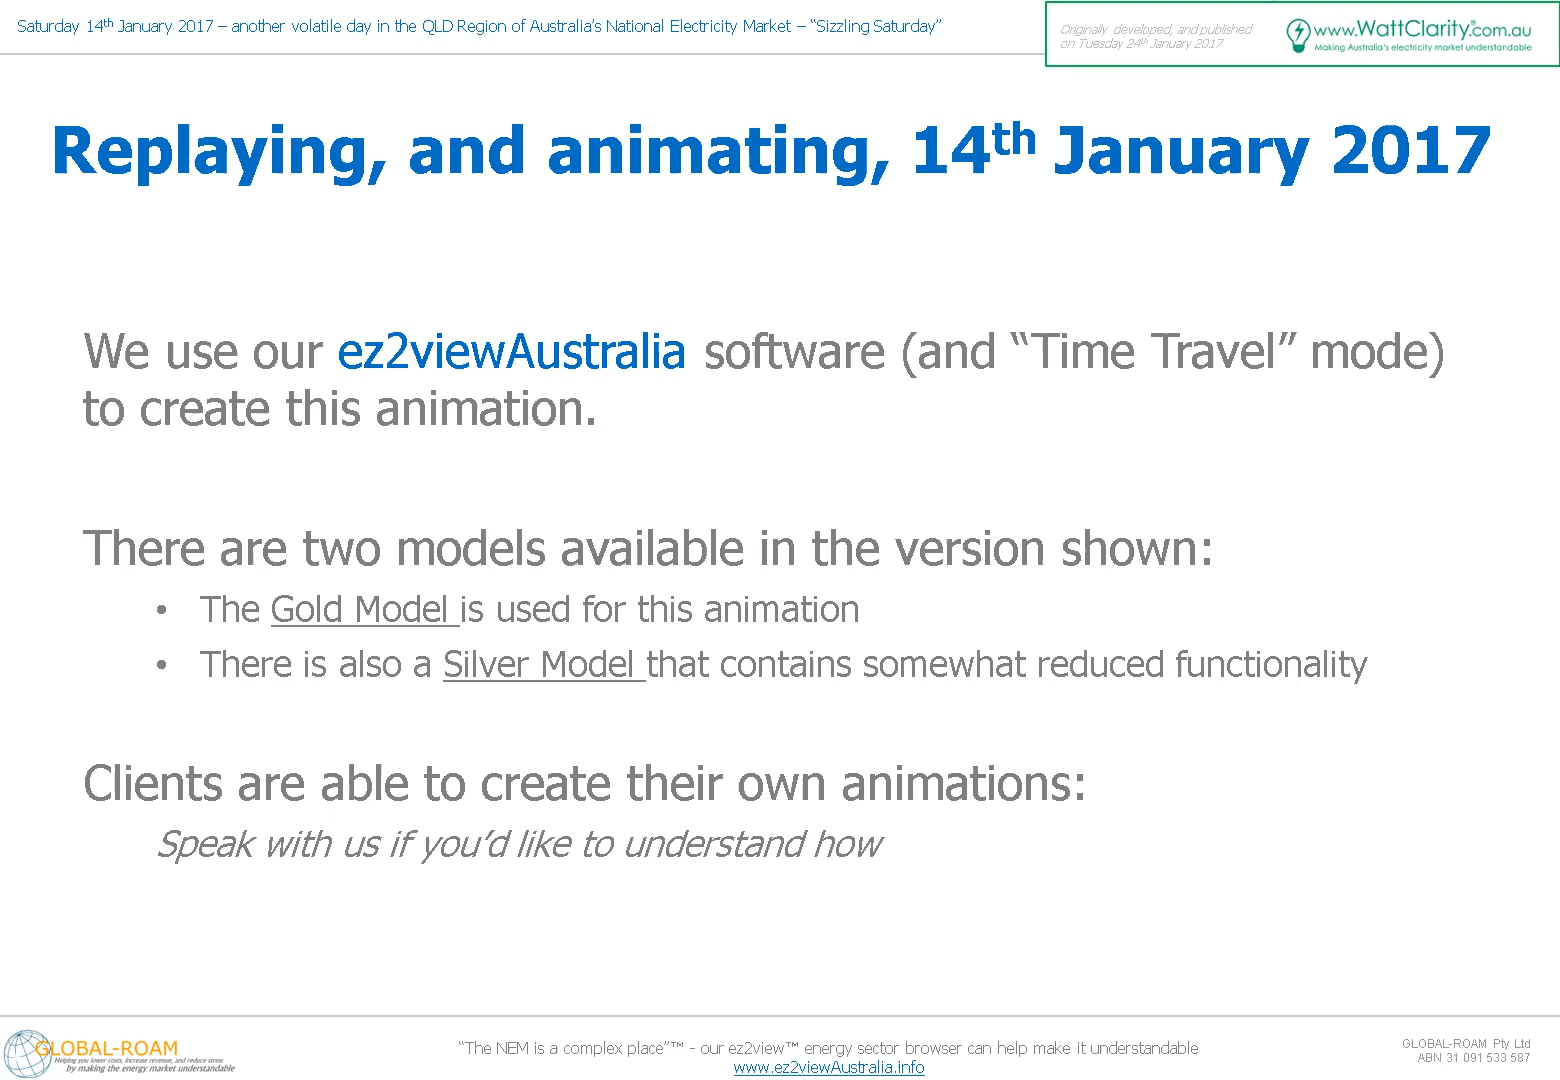 Saturday 14th January 2017 – another volatile day in the QLD Region of Australia’s National Electricity Market – “Sizzling Saturday”
Originally developed, and published
on Tuesday 24th January 2017
www.WattClarity®.com.au
Making Australia's electricity market understandable
Replaying, and animating, 14th January 2017
We use our ez2viewAustralia software (and “Time Travel” mode)
to create this animation.
There are two models available in the version shown:
• The Gold Model is used for this animation
• There is also a Silver Model that contains somewhat reduced functionality
Clients are able to create their own animations:
Speak with us if you’d like to understand how
GLOBAL-ROAM
Helping you lower costs, increase revenue, and reduce stress
by making the energy market understandable
“The NEM is a complex place”™ - our ez2view™ energy sector browser can help make it understandable
www.ez2viewAustralia.info
GLOBAL-ROAM Pty Ltd
ABN 31 091 533 587